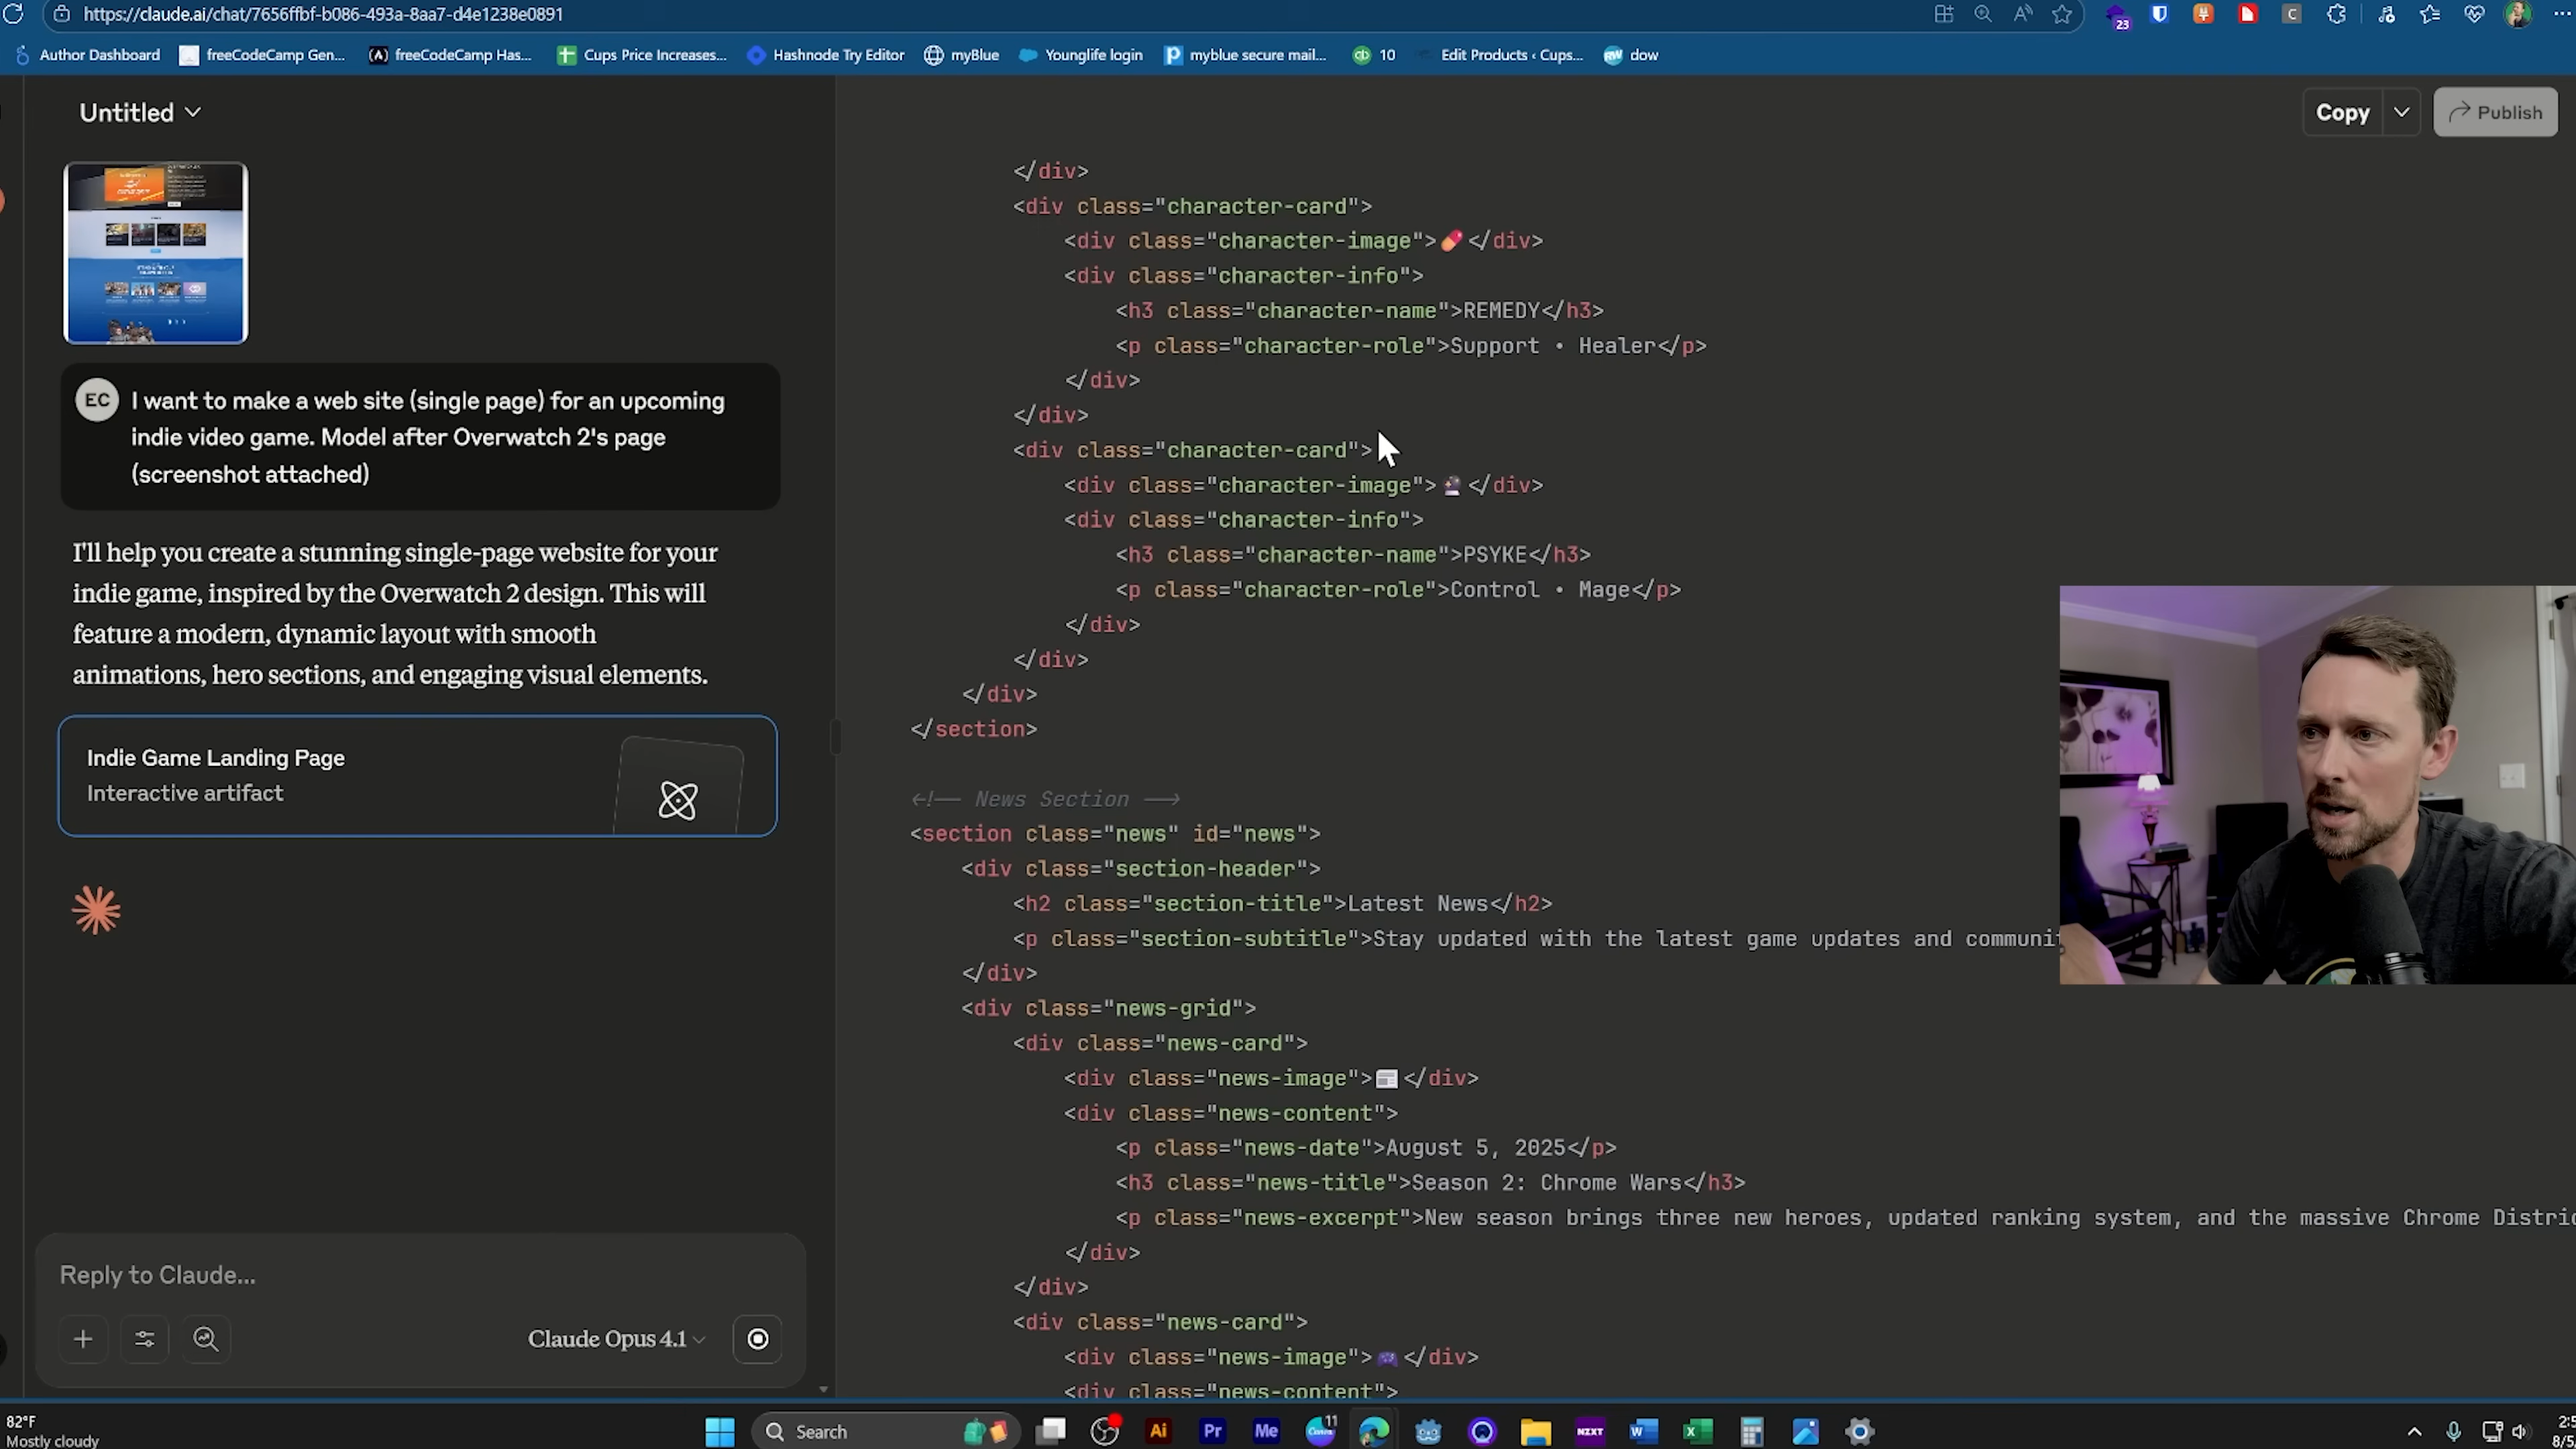 https://claude.ai/chat/7656ffbf-b086-493a-8aa7-d4e1238e0891
23
C
Author Dashboard
freeCodeCamp Gen...
freeCodeCamp Has...
Cups Price Increases...
Hashnode Try Editor
myBlue
Younglife login
myblue secure mail...
10
Edit Products ‹ Cups...
dow
Untitled
Copy
Publish
EC
I want to make a web site (single page) for an upcoming
indie video game. Model after Overwatch 2's page
(screenshot attached)
I'll help you create a stunning single-page website for your
indie game, inspired by the Overwatch 2 design. This will
feature a modern, dynamic layout with smooth
animations, hero sections, and engaging visual elements.
Indie Game Landing Page
Interactive artifact
Reply to Claude...
Claude Opus 4.1
</div>
<div class="character-card">
<div class="character-image">💊</div>
<div class="character-info">
<h3 class="character-name">REMEDY</h3>
<p class="character-role">Support • Healer</p>
</div>
</div>
<div class="character-card">
<div class="character-image">🔮</div>
<div class="character-info">
<h3 class="character-name">PSYKE</h3>
<p class="character-role">Control • Mage</p>
</div>
</div>
</div>
</section>
<!-- News Section -->
<section class="news" id="news">
<div class="section-header">
<h2 class="section-title">Latest News</h2>
<p class="section-subtitle">Stay updated with the latest game updates and communi
</div>
<div class="news-grid">
<div class="news-card">
<div class="news-image">📰</div>
<div class="news-content">
<p class="news-date">August 5, 2025</p>
<h3 class="news-title">Season 2: Chrome Wars</h3>
<p class="news-excerpt">New season brings three new heroes, updated ranking system, and the massive Chrome Distri
</div>
</div>
<div class="news-card">
<div class="news-image">🎮</div>
<div class="news-content">
82°F
Mostly cloudy
Search
Ai
Pr
Me
Canva
11
NZXT
W
X
2:5
8/5